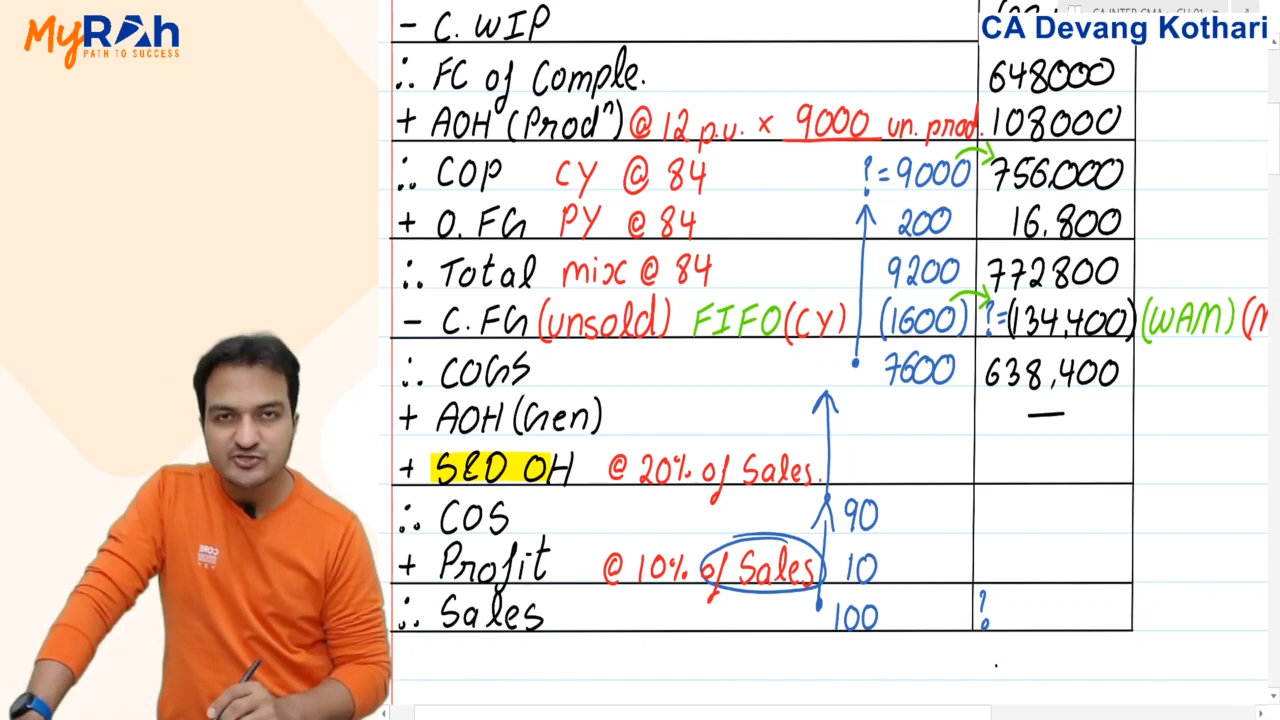 MyRAh
PATH TO SUCCESS
CA Devang Kothari
- C. WIP
∴ FC of Comple. 648000
+ AOH (Prodⁿ) @ 12 p.u. x 9000 un. prod. 108000
∴ COP CY @ 84 ? = 9000 756,000
+ O. FG PY @ 84 200 16,800
∴ Total mix @ 84 9200 772800
- C. FG (unsold) FIFO (CY) (1600) ? = (134,400) (WAM)
∴ COGS 7600 638,400
+ AOH (Gen) —
+ S&D OH @ 20% of Sales.
∴ COS 90
+ Profit @ 10% of Sales 10
∴ Sales 100 ?